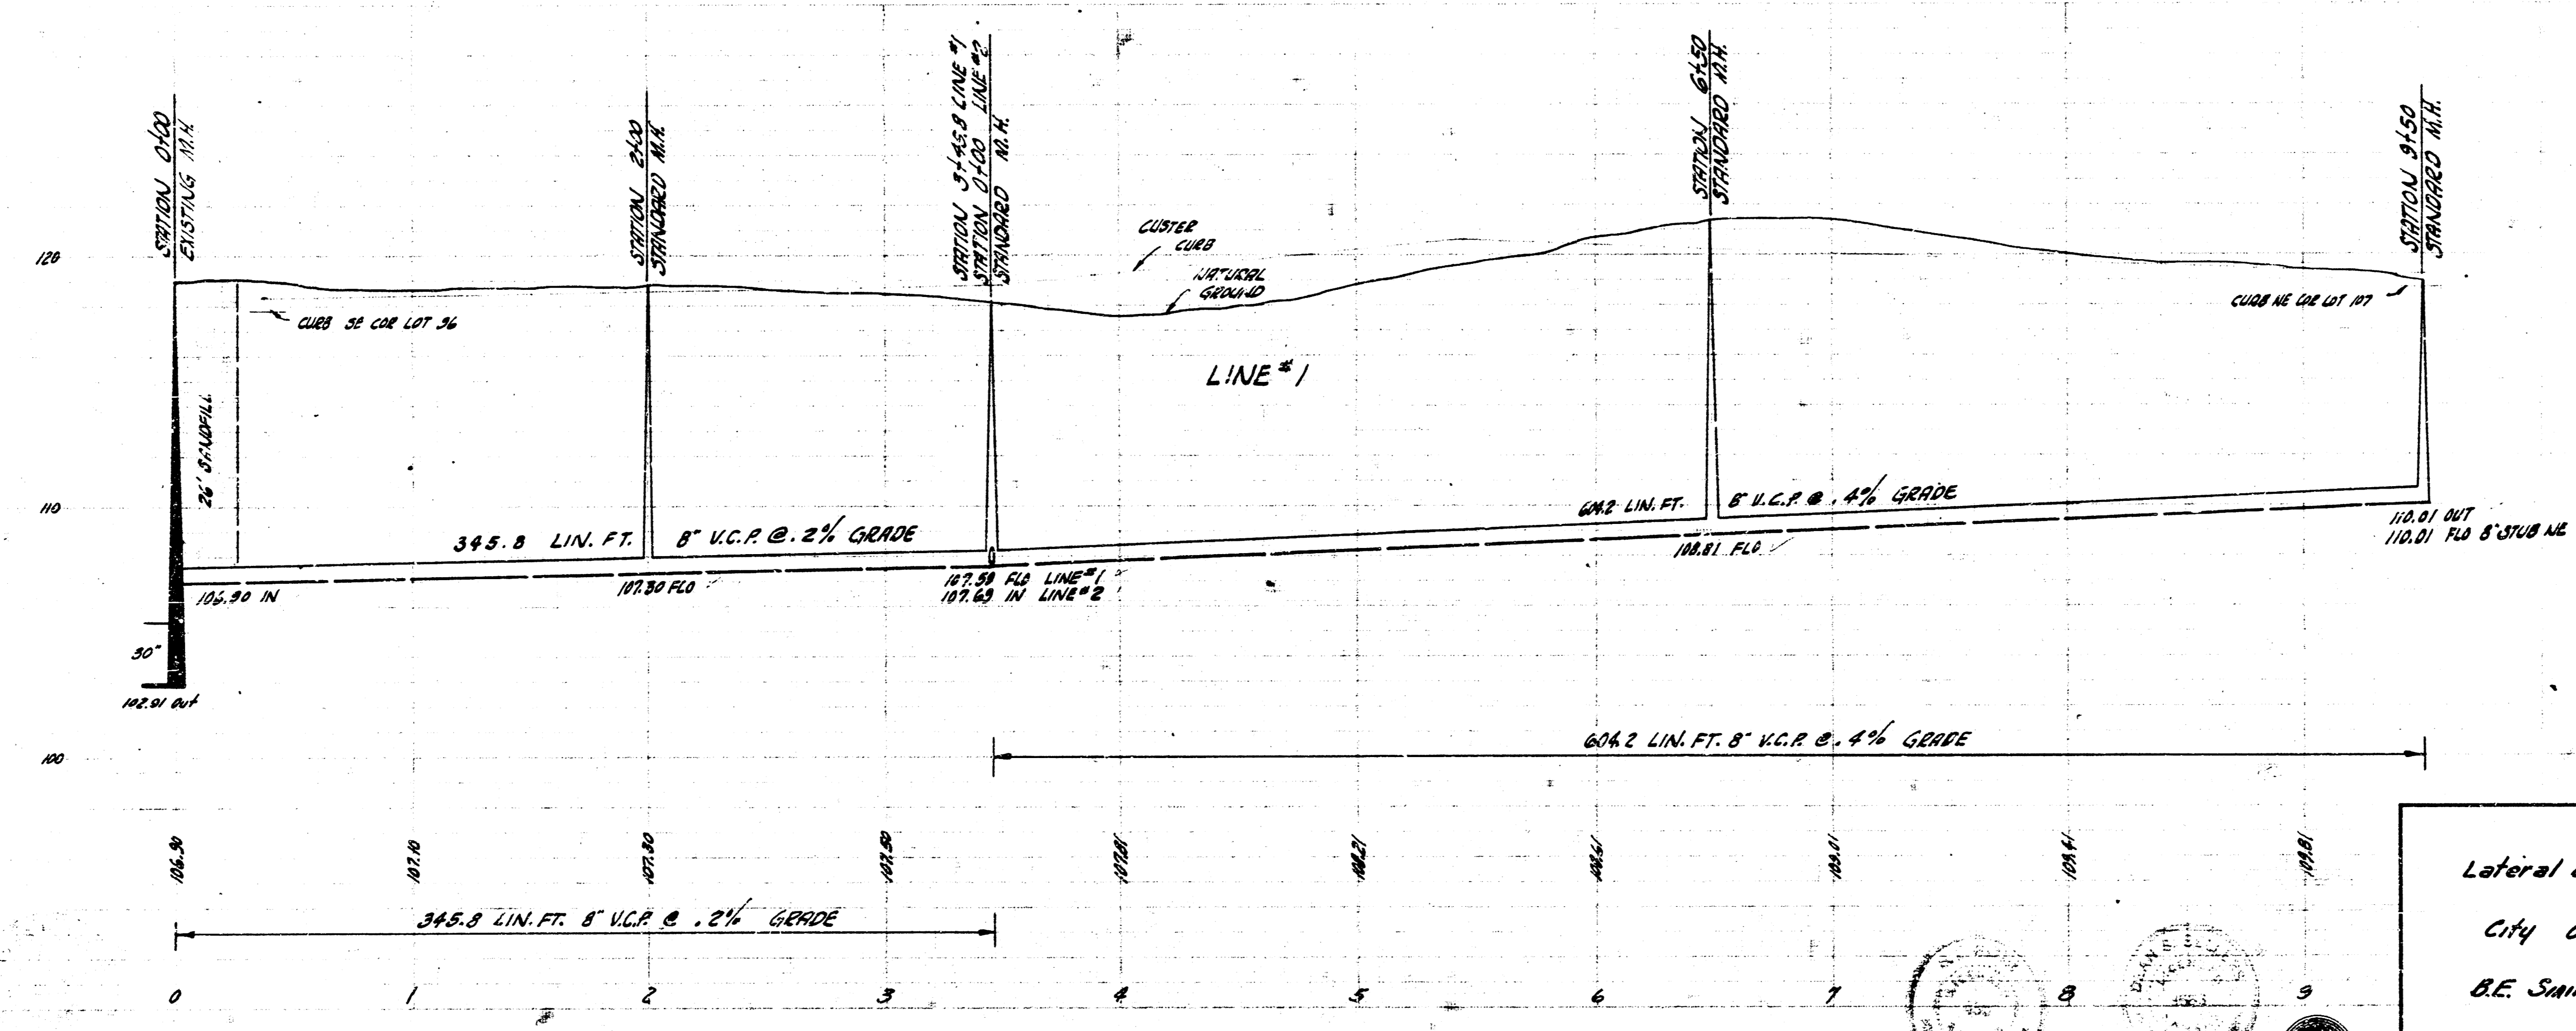 STATION 0+00
EXISTING M.H.
STATION 2+00
STANDARD M.H.
STATION 3+45.8 LINE #1
STATION 0+00 LINE #2
STANDARD M.H.
STATION 6+50
STANDARD M.H.
STATION 9+50
STANDARD M.H.
120
CUSTER
CURB
NATURAL
GROUND
CURB SE COR LOT 96
CURB NE COR LOT 107
LINE #1
26' SANDFILL
110
345.8 LIN. FT.
8" V.C.P. @ .2% GRADE
604.2 LIN. FT.
8" V.C.P. @ .4% GRADE
106.90 IN
107.30 FLO
107.59 FLO LINE #1
107.69 IN LINE #2
108.81 FLO
110.01 OUT
110.01 FLO 8" STUB NE
30"
102.91 Out
100
604.2 LIN. FT. 8" V.C.P. @ .4% GRADE
106.90
107.10
107.30
107.50
107.81
108.21
108.61
109.01
109.41
109.81
345.8 LIN. FT. 8" V.C.P. @ .2% GRADE
0 1 2 3 4 5 6 7 8 9
Lateral
City
B.E.